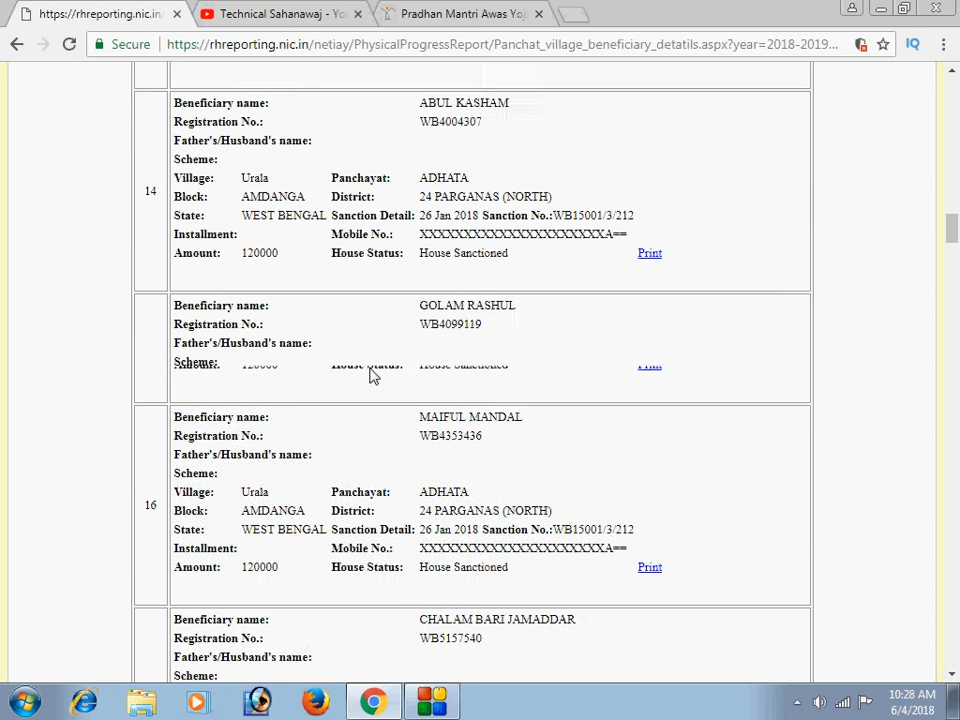 https://rhreporting.nic.in/
Technical Sahanawaj - Yo
Pradhan Mantri Awas Yoj
Secure
https://rhreporting.nic.in/netiay/PhysicalProgressReport/Panchat_village_beneficiary_detatils.aspx?year=2018-2019...
IQ
14
Beneficiary name: ABUL KASHAM
Registration No.: WB4004307
Father's/Husband's name:
Scheme:
Village: Urala Panchayat: ADHATA
Block: AMDANGA District: 24 PARGANAS (NORTH)
State: WEST BENGAL Sanction Detail: 26 Jan 2018 Sanction No.:WB15001/3/212
Installment: Mobile No.: XXXXXXXXXXXXXXXXXXXXXA==
Amount: 120000 House Status: House Sanctioned Print
Beneficiary name: GOLAM RASHUL
Registration No.: WB4099119
Father's/Husband's name:
Scheme:
Amount: 120000 House Status: House Sanctioned Print
16
Beneficiary name: MAIFUL MANDAL
Registration No.: WB4353436
Father's/Husband's name:
Scheme:
Village: Urala Panchayat: ADHATA
Block: AMDANGA District: 24 PARGANAS (NORTH)
State: WEST BENGAL Sanction Detail: 26 Jan 2018 Sanction No.:WB15001/3/212
Installment: Mobile No.: XXXXXXXXXXXXXXXXXXXXXA==
Amount: 120000 House Status: House Sanctioned Print
Beneficiary name: CHALAM BARI JAMADDAR
Registration No.: WB5157540
Father's/Husband's name:
Scheme:
10:28 AM
6/4/2018